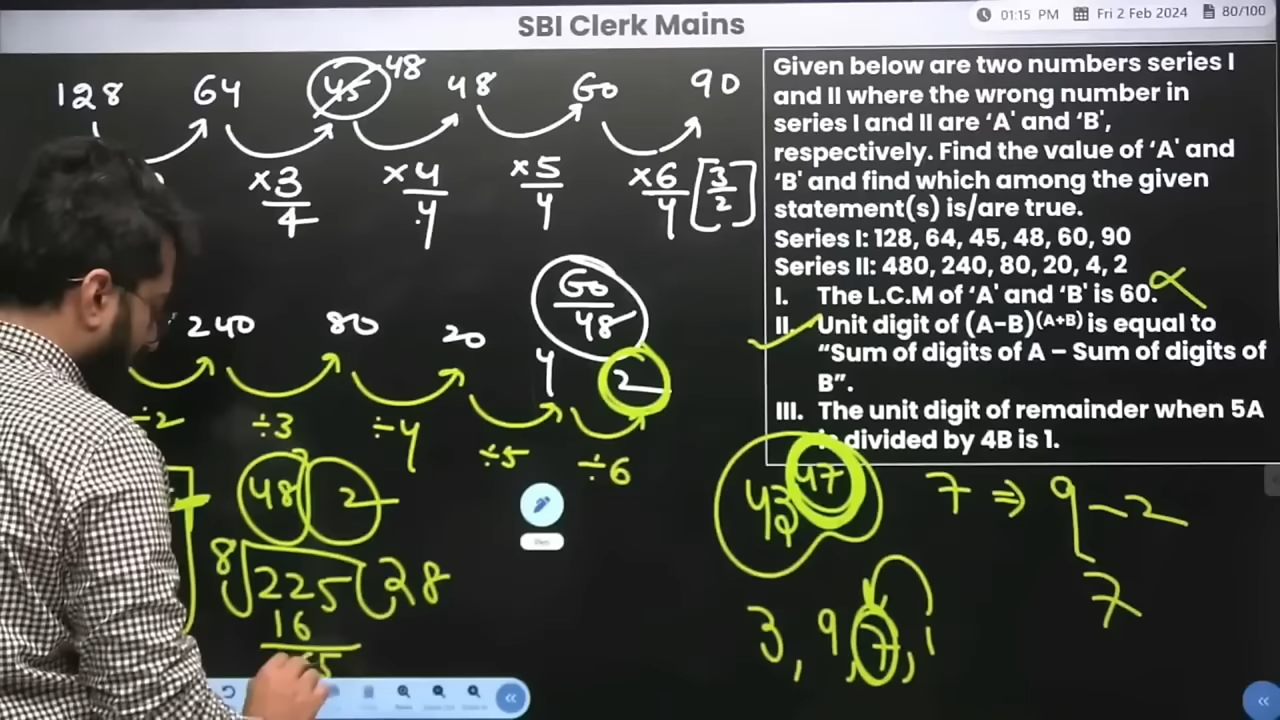 01:15 PM Fri 2 Feb 2024 80/100
SBI Clerk Mains
128 64 45 48 48 60 90
×3/4 ×4/4 ×5/4 ×6/4 [3/2]
Given below are two numbers series I
and II where the wrong number in
series I and II are ‘A' and ‘B',
respectively. Find the value of ‘A' and
‘B' and find which among the given
statement(s) is/are true.
Series I: 128, 64, 45, 48, 60, 90
Series II: 480, 240, 80, 20, 4, 2
I. The L.C.M of ‘A' and ‘B' is 60.
II. Unit digit of (A-B)(A+B) is equal to
“Sum of digits of A – Sum of digits of
B”.
III. The unit digit of remainder when 5A
divided by 4B is 1.
60/48
240 80 20 4 2
÷2 ÷3 ÷4 ÷5 ÷6
48 2
8 225 28
16
43 47 7 ⇒ 9 - 2
7
3, 9, 7, 1
Pen